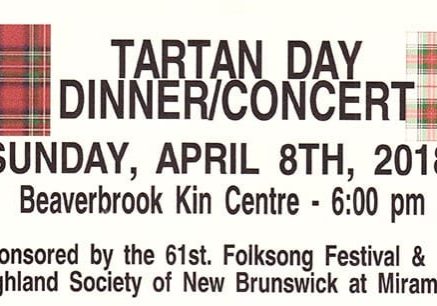 TARTAN DAY
DINNER/CONCERT
SUNDAY, APRIL 8TH, 2018
Beaverbrook Kin Centre - 6:00 pm
onsored by the 61st. Folksong Festival &
ghland Society of New Brunswick at Miram